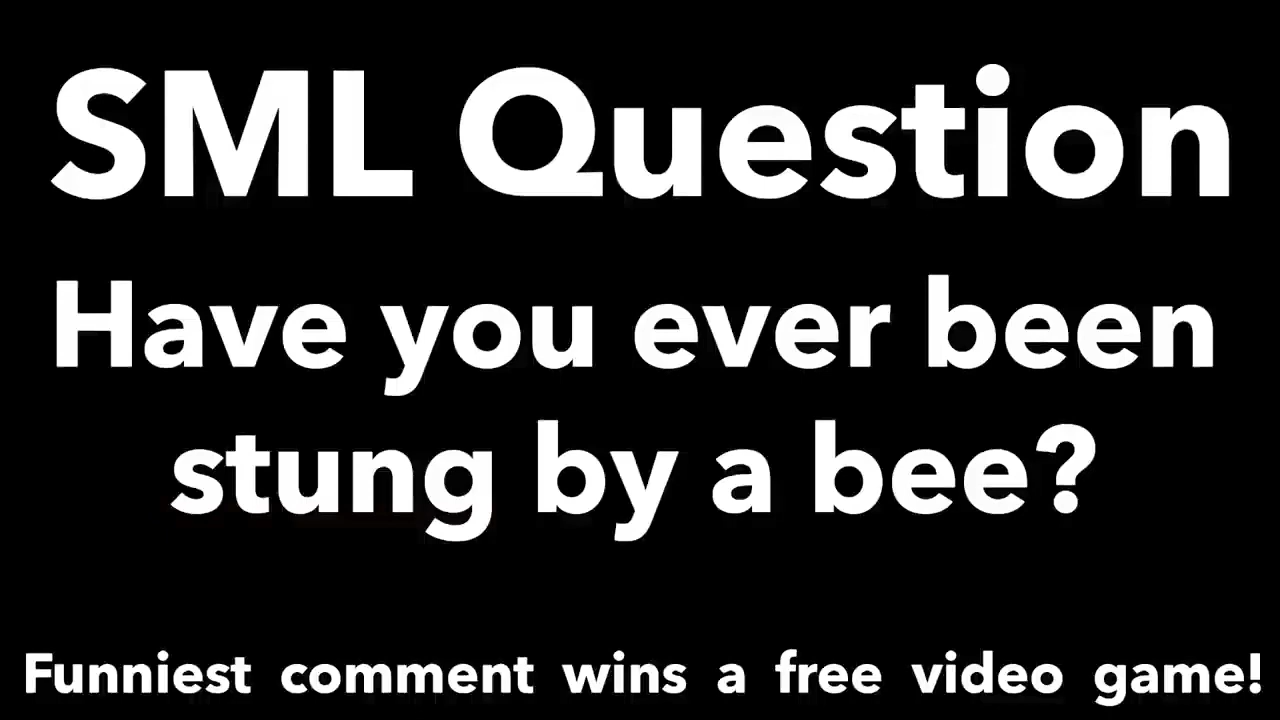 SML Question
Have you ever been
stung by a bee?
Funniest comment wins a free video game!